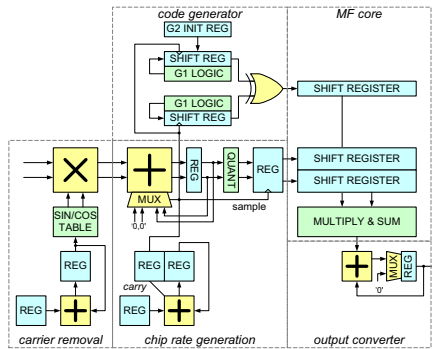 code generator
MF core
G2 INIT REG
SHIFT REG
G1 LOGIC
G1 LOGIC
SHIFT REG
SHIFT REGISTER
SHIFT REGISTER
SHIFT REGISTER
MULTIPLY & SUM
REG
QUANT
REG
MUX
sample
'0,0'
SIN/COS
TABLE
REG
REG
REG
REG
carry
REG
MUX
REG
'0'
carrier removal
chip rate generation
output converter